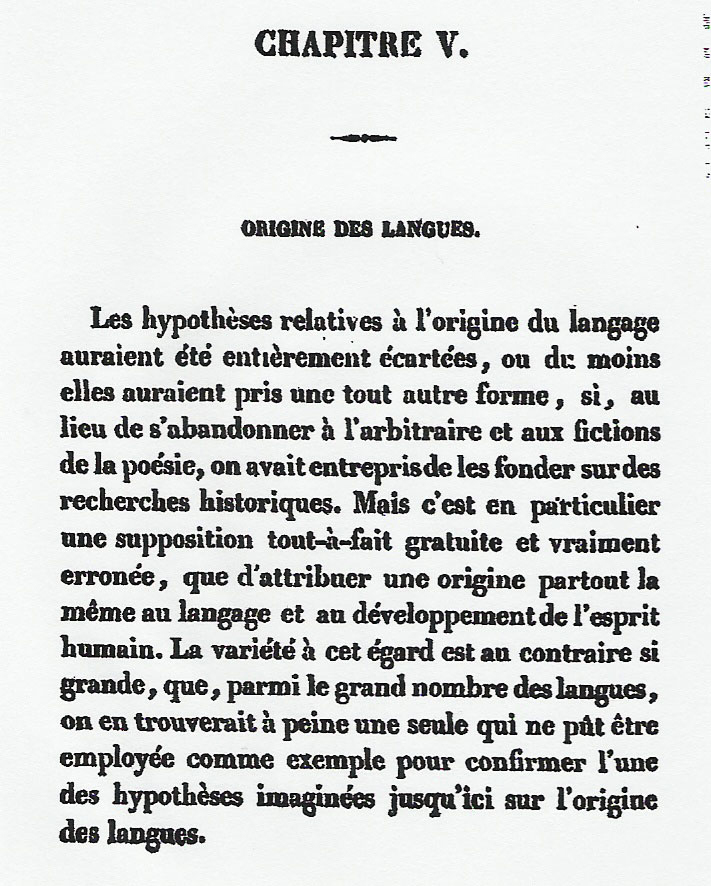 CHAPITRE V.
ORIGINE DES LANGUES.
Les hypothèses relatives à l'origine du langage
auraient été entièrement écartées, ou du moins
elles auraient pris une tout autre forme, si, au
lieu de s'abandonner à l'arbitraire et aux fictions
de la poésie, on avait entrepris de les fonder sur des
recherches historiques. Mais c'est en particulier
une supposition tout-à-fait gratuite et vraiment
erronée, que d'attribuer une origine partout la
même au langage et au développement de l'esprit
humain. La variété à cet égard est au contraire si
grande, que, parmi le grand nombre des langues,
on en trouverait à peine une seule qui ne pût être
employée comme exemple pour confirmer l'une
des hypothèses imaginées jusqu'ici sur l'origine
des langues.